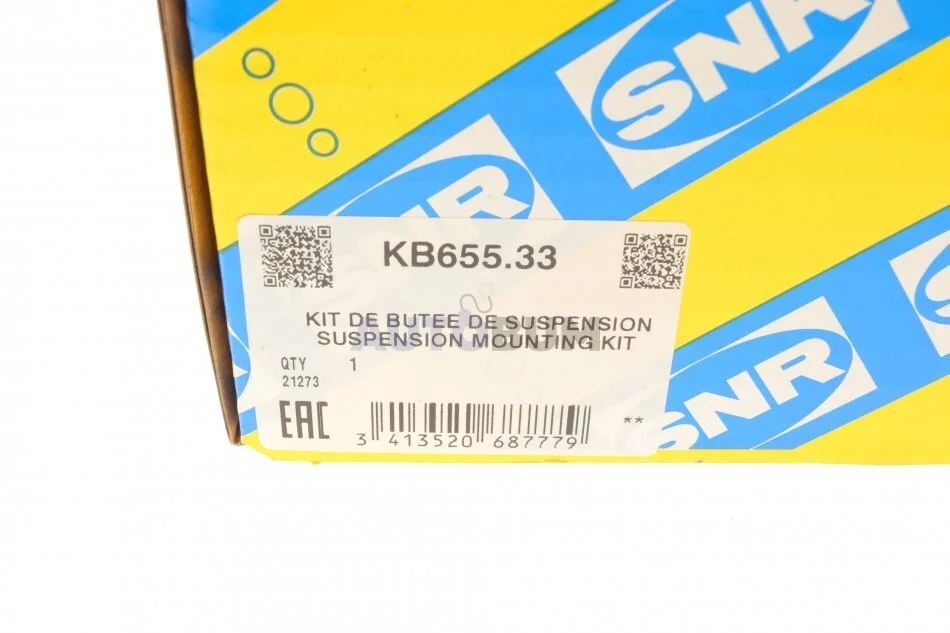 SNR
SNR
KB655.33
KIT DE BUTEE DE SUSPENSION
SUSPENSION MOUNTING KIT
QTY 1
21273
EAC
3 413520 687779
**
SNR